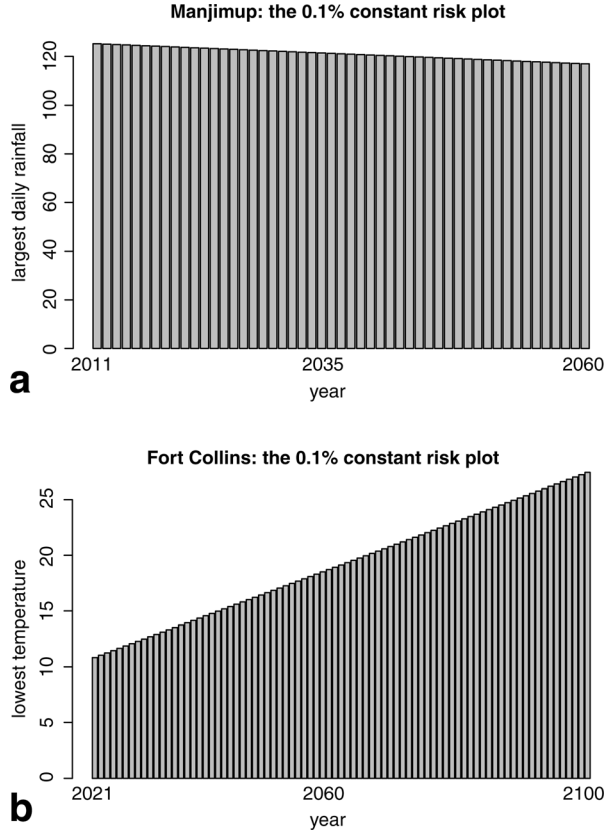 Manjimup: the 0.1% constant risk plot
largest daily rainfall
120
100
80
60
40
20
0
2011 2035 2060
year
a
Fort Collins: the 0.1% constant risk plot
lowest temperature
25
20
15
10
5
0
2021 2060 2100
year
b